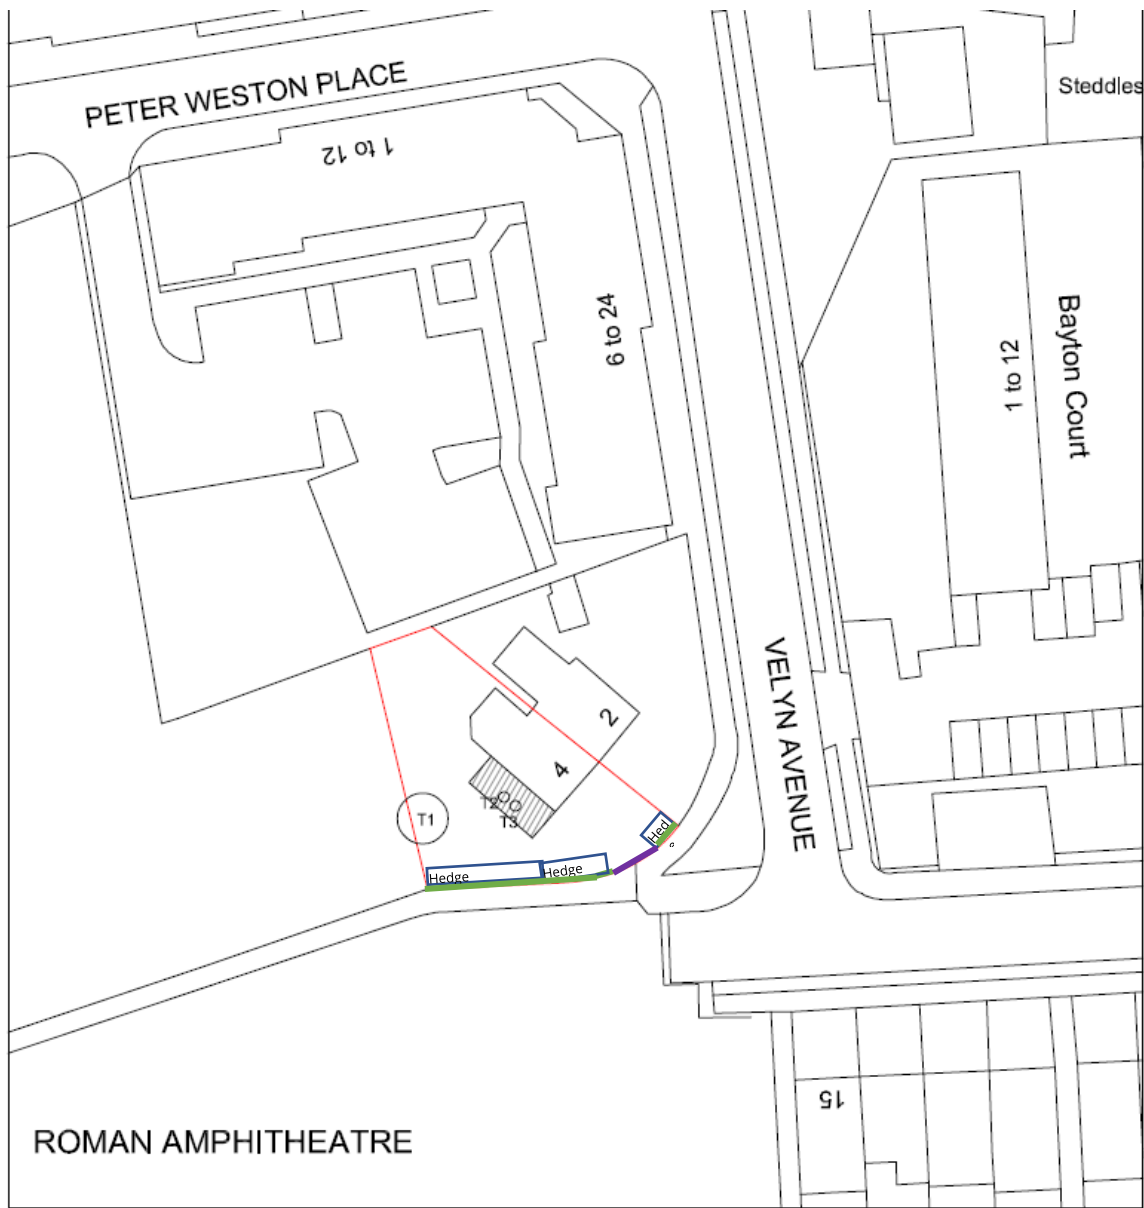 PETER WESTON PLACE
Steddles
1 to 12
6 to 24
1 to 12
Bayton Court
VELYN AVENUE
2
4
T1
T2
T3
Hed
Hedge
Hedge
15
ROMAN AMPHITHEATRE